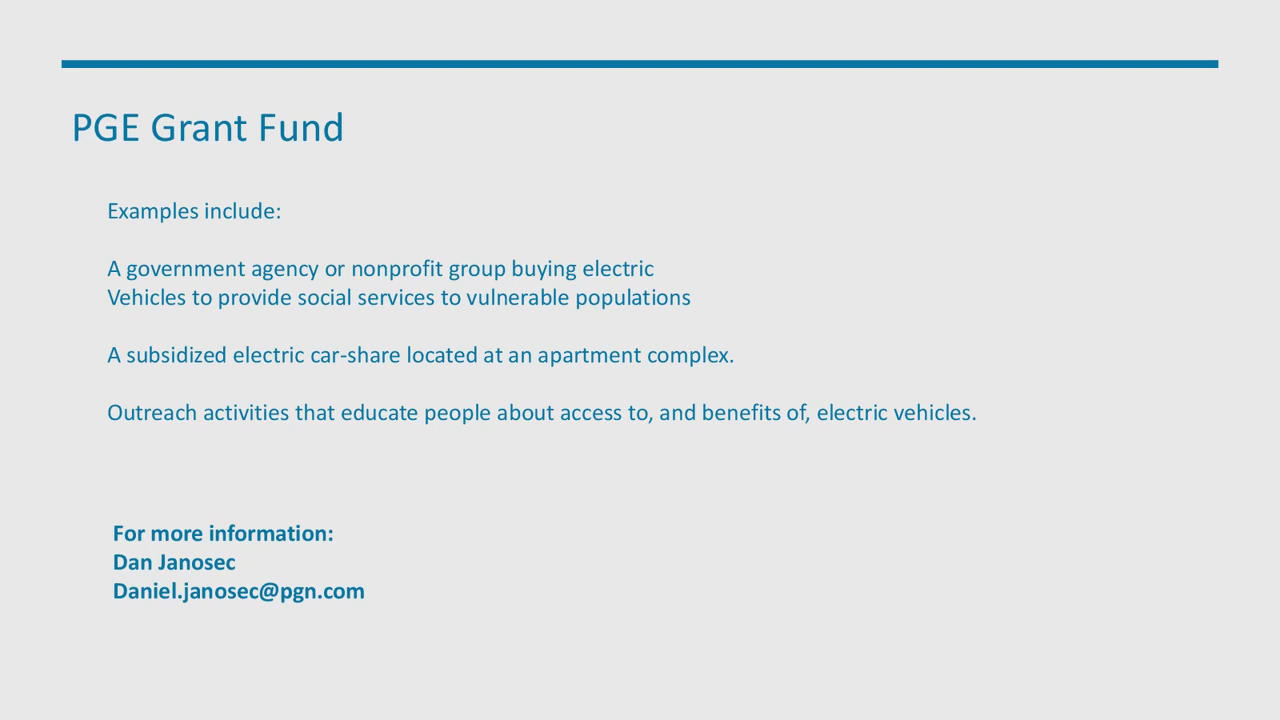 PGE Grant Fund
Examples include:
A government agency or nonprofit group buying electric
Vehicles to provide social services to vulnerable populations
A subsidized electric car-share located at an apartment complex.
Outreach activities that educate people about access to, and benefits of, electric vehicles.
For more information:
Dan Janosec
Daniel.janosec@pgn.com